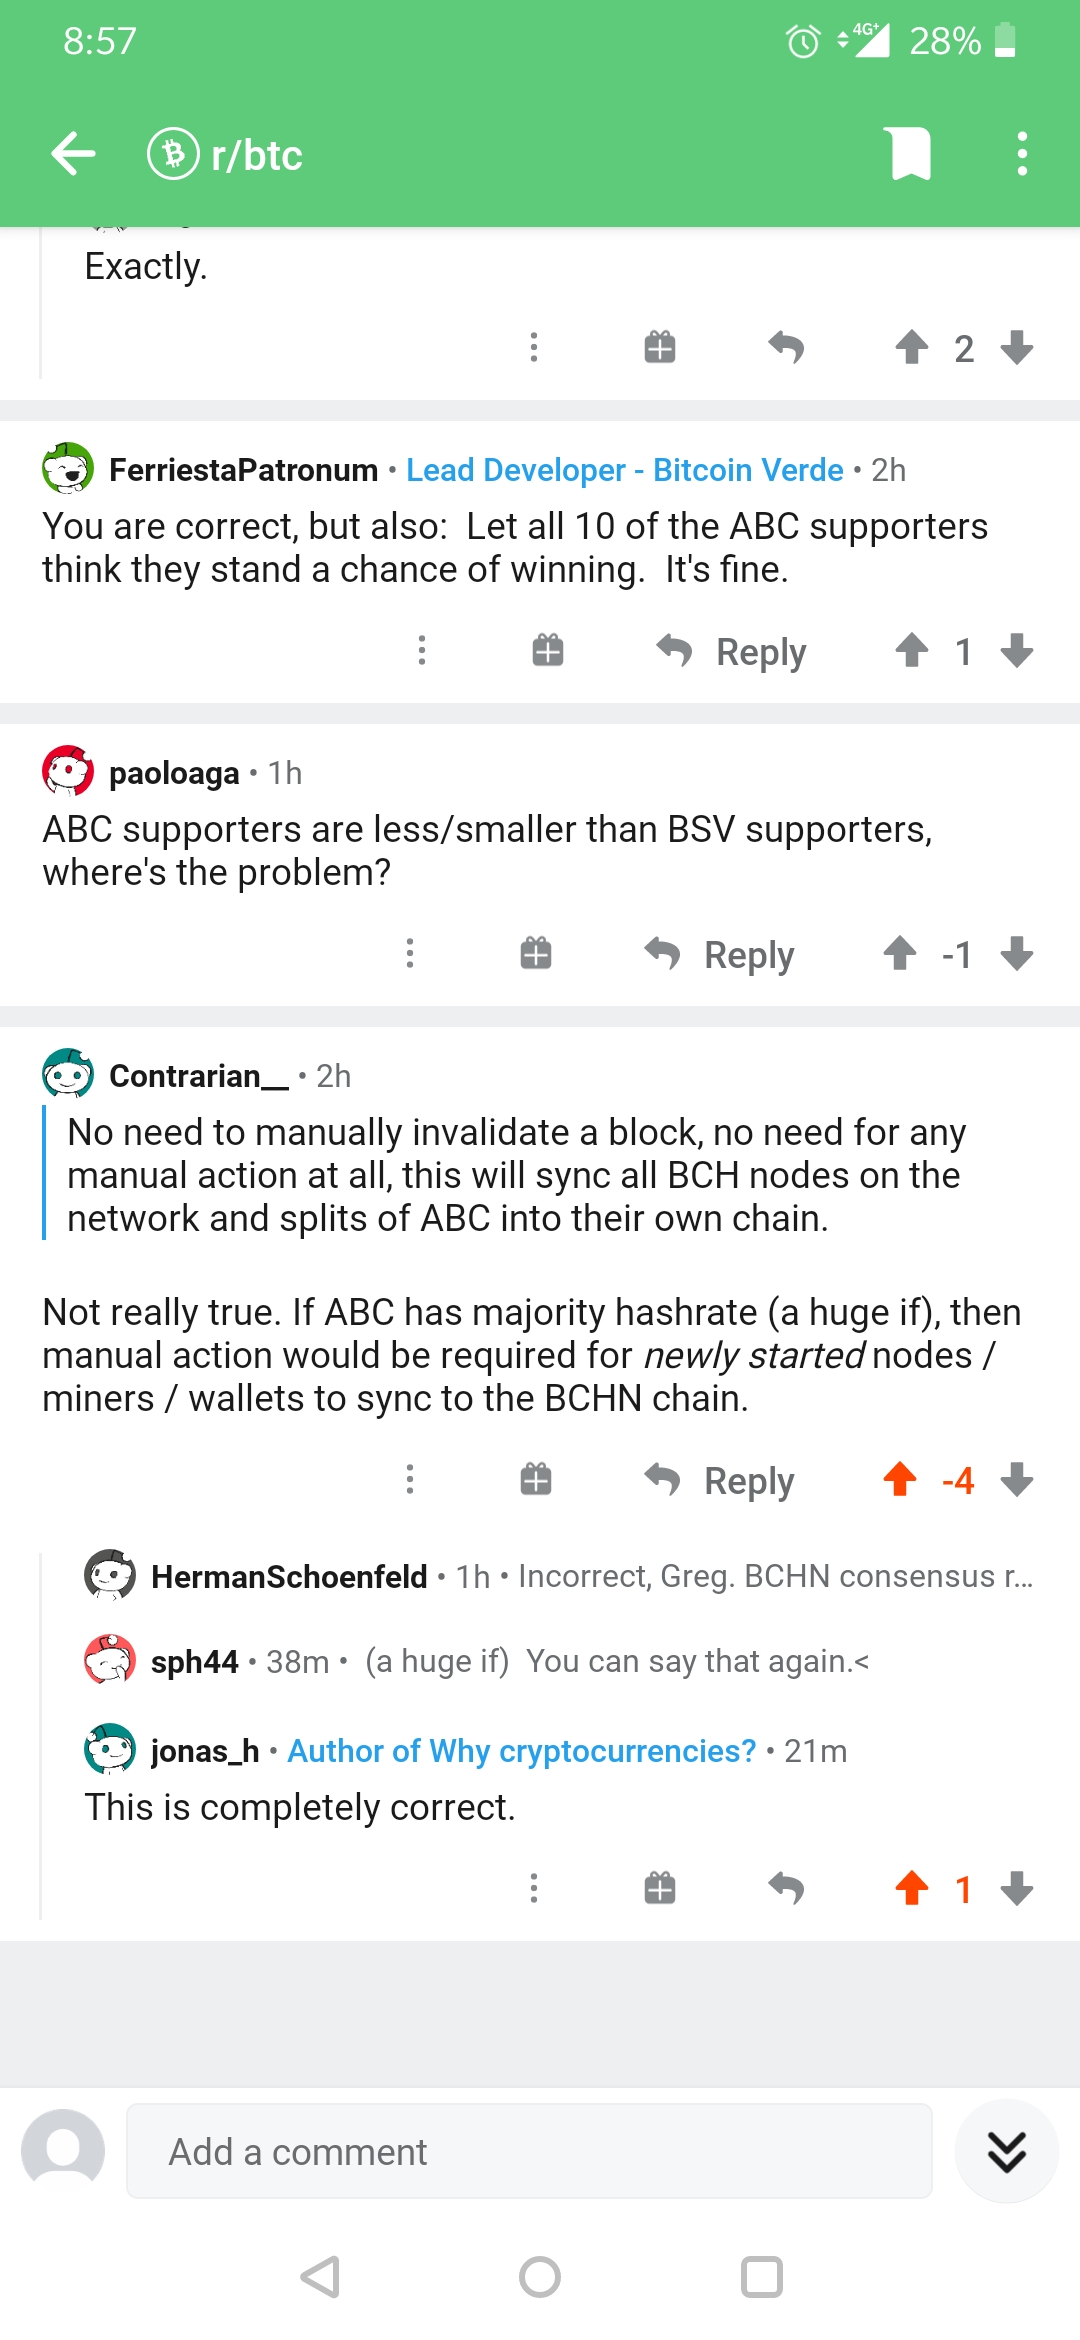 8:57
4G+ 28%
r/btc
Exactly.
2
FerriestaPatronum • Lead Developer - Bitcoin Verde • 2h
You are correct, but also:  Let all 10 of the ABC supporters
think they stand a chance of winning.  It's fine.
Reply 1
paoloaga • 1h
ABC supporters are less/smaller than BSV supporters,
where's the problem?
Reply -1
Contrarian__ • 2h
No need to manually invalidate a block, no need for any
manual action at all, this will sync all BCH nodes on the
network and splits of ABC into their own chain.
Not really true. If ABC has majority hashrate (a huge if), then
manual action would be required for newly started nodes /
miners / wallets to sync to the BCHN chain.
Reply -4
HermanSchoenfeld • 1h • Incorrect, Greg. BCHN consensus r...
sph44 • 38m • (a huge if)  You can say that again.<
jonas_h • Author of Why cryptocurrencies? • 21m
This is completely correct.
1
Add a comment